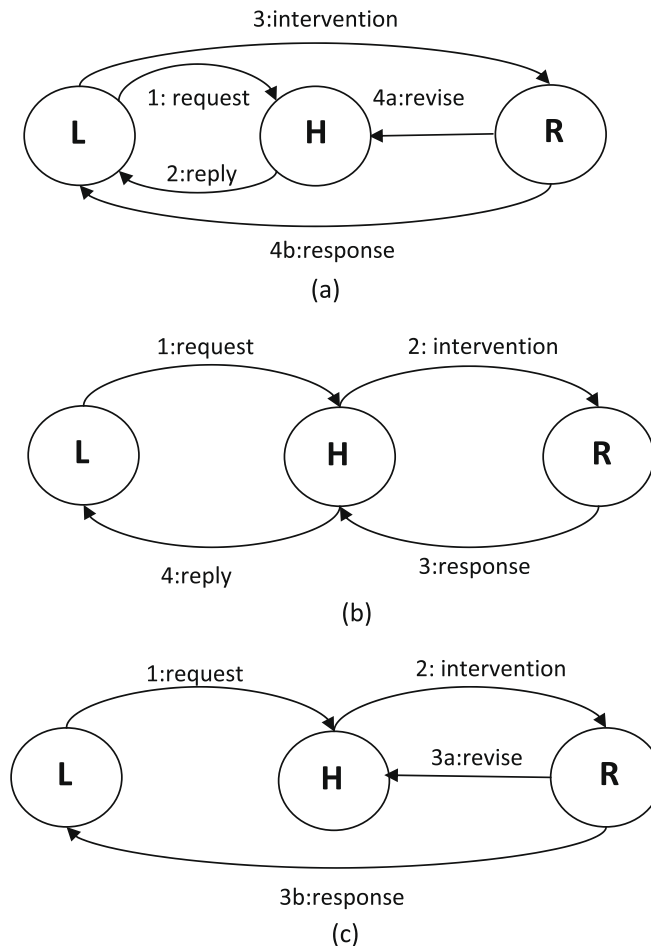 3:intervention
1: request
4a:revise
L
H
R
2:reply
4b:response
(a)
1:request
2: intervention
L
H
R
4:reply
3:response
(b)
1:request
2: intervention
3a:revise
L
H
R
3b:response
(c)